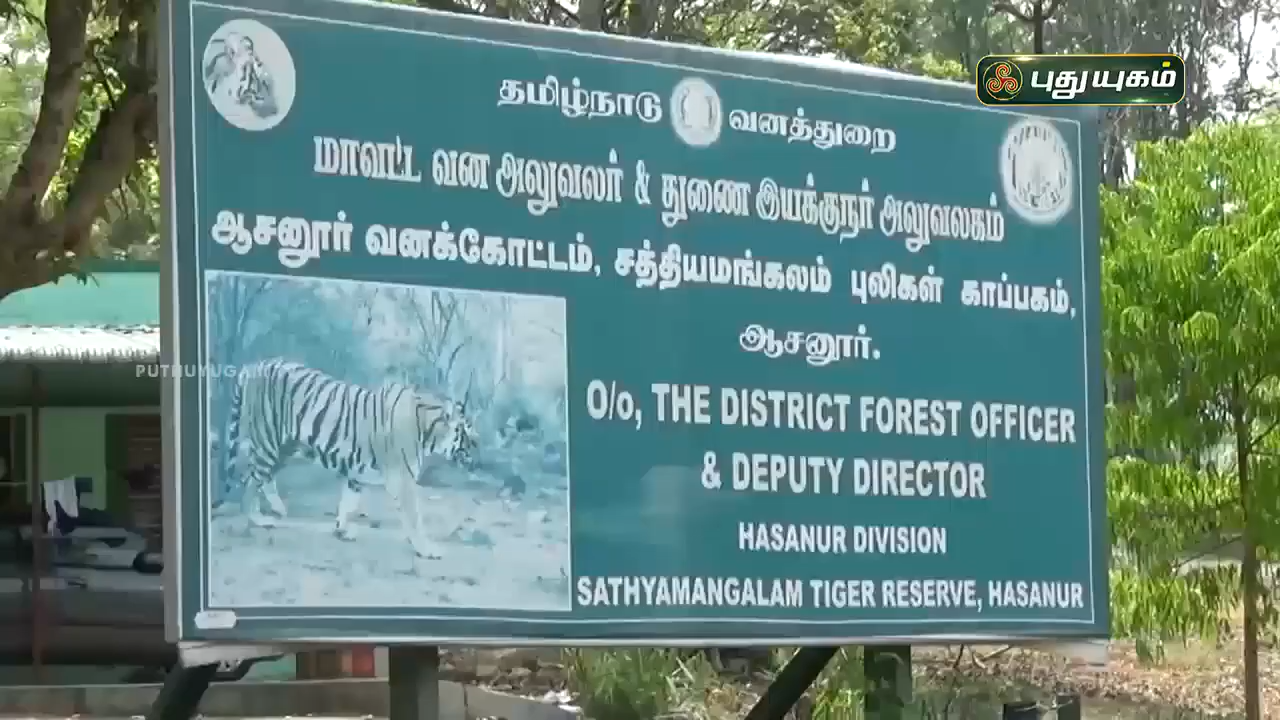 புதுயுகம்
தமிழ்நாடு வனத்துறை
மாவட்ட வன அலுவலர் & துணை இயக்குநர் அலுவலகம்
ஆசனூர் வனக்கோட்டம், சத்தியமங்கலம் புலிகள் காப்பகம்,
ஆசனூர்.
PUTHUYUGAM
O/o, THE DISTRICT FOREST OFFICER
& DEPUTY DIRECTOR
HASANUR DIVISION
SATHYAMANGALAM TIGER RESERVE, HASANUR